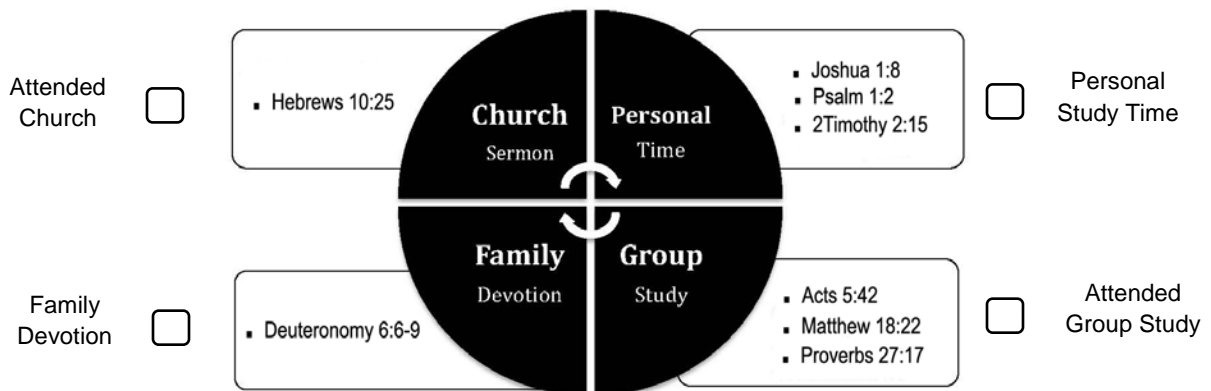 Attended
Church
▪ Hebrews 10:25
Church
Sermon
Personal
Time
▪ Joshua 1:8
▪ Psalm 1:2
▪ 2Timothy 2:15
Personal
Study Time
Family
Devotion
▪ Deuteronomy 6:6-9
Family
Devotion
Group
Study
▪ Acts 5:42
▪ Matthew 18:22
▪ Proverbs 27:17
Attended
Group Study